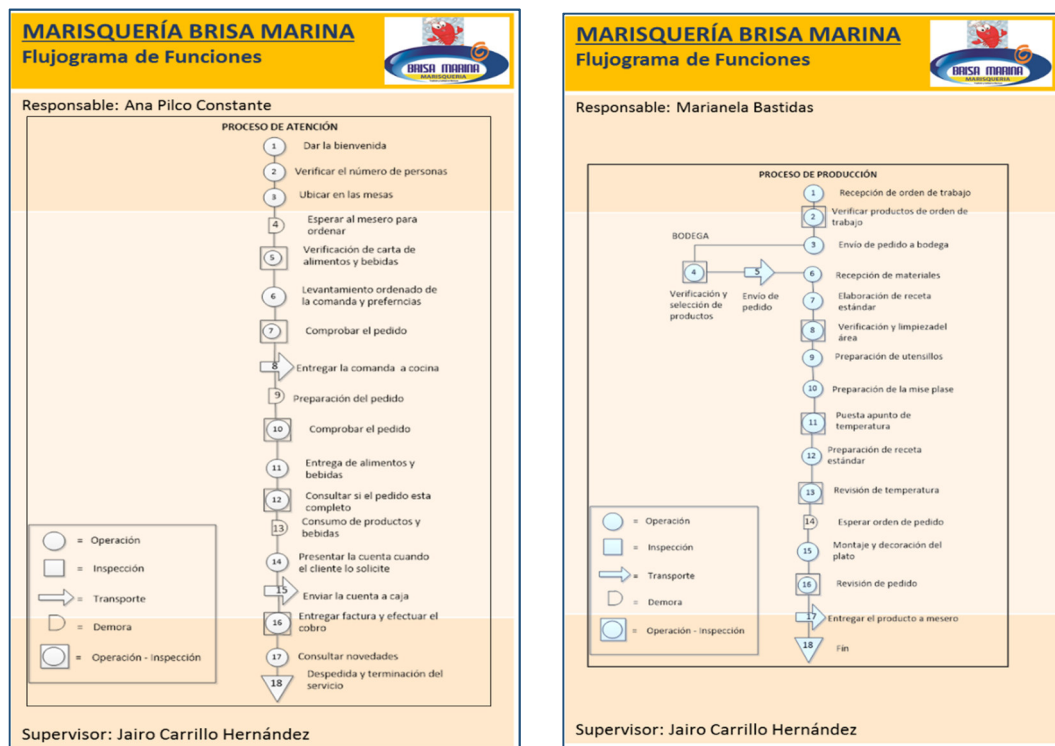 MARISQUERÍA BRISA MARINA
Flujograma de Funciones
BRISA MARINA
MARISQUERIA
Responsable: Ana Pilco Constante
PROCESO DE ATENCIÓN
1 Dar la bienvenida
2 Verificar el número de personas
3 Ubicar en las mesas
4 Esperar al mesero para
ordenar
5 Verificación de carta de
alimentos y bebidas
6 Levantamiento ordenado de
la comanda y preferncias
7 Comprobar el pedido
8 Entregar la comanda a cocina
9 Preparación del pedido
10 Comprobar el pedido
11 Entrega de alimentos y
bebidas
12 Consultar si el pedido esta
completo
13 Consumo de productos y
bebidas
14 Presentar la cuenta cuando
el cliente lo solicite
15 Enviar la cuenta a caja
16 Entregar factura y efectuar el
cobro
17 Consultar novedades
18 Despedida y terminación del
servicio
= Operación
= Inspección
= Transporte
= Demora
= Operación - Inspección
Supervisor: Jairo Carrillo Hernández
MARISQUERÍA BRISA MARINA
Flujograma de Funciones
BRISA MARINA
MARISQUERIA
Responsable: Marianela Bastidas
PROCESO DE PRODUCCIÓN
1 Recepción de orden de trabajo
2 Verificar productos de orden de
trabajo
BODEGA
3 Envío de pedido a bodega
4 Verificación y
selección de
productos
5 Envío de
pedido
6 Recepción de materiales
7 Elaboración de receta
estándar
8 Verificación y limpiezadel
área
9 Preparación de utensillos
10 Preparación de la mise plase
11 Puesta apunto de
temperatura
12 Preparación de receta
estándar
13 Revisión de temperatura
14 Esperar orden de pedido
15 Montaje y decoración del
plato
16 Revisión de pedido
17 Entregar el producto a mesero
18 Fin
= Operación
= Inspección
= Transporte
= Demora
= Operación - Inspección
Supervisor: Jairo Carrillo Hernández